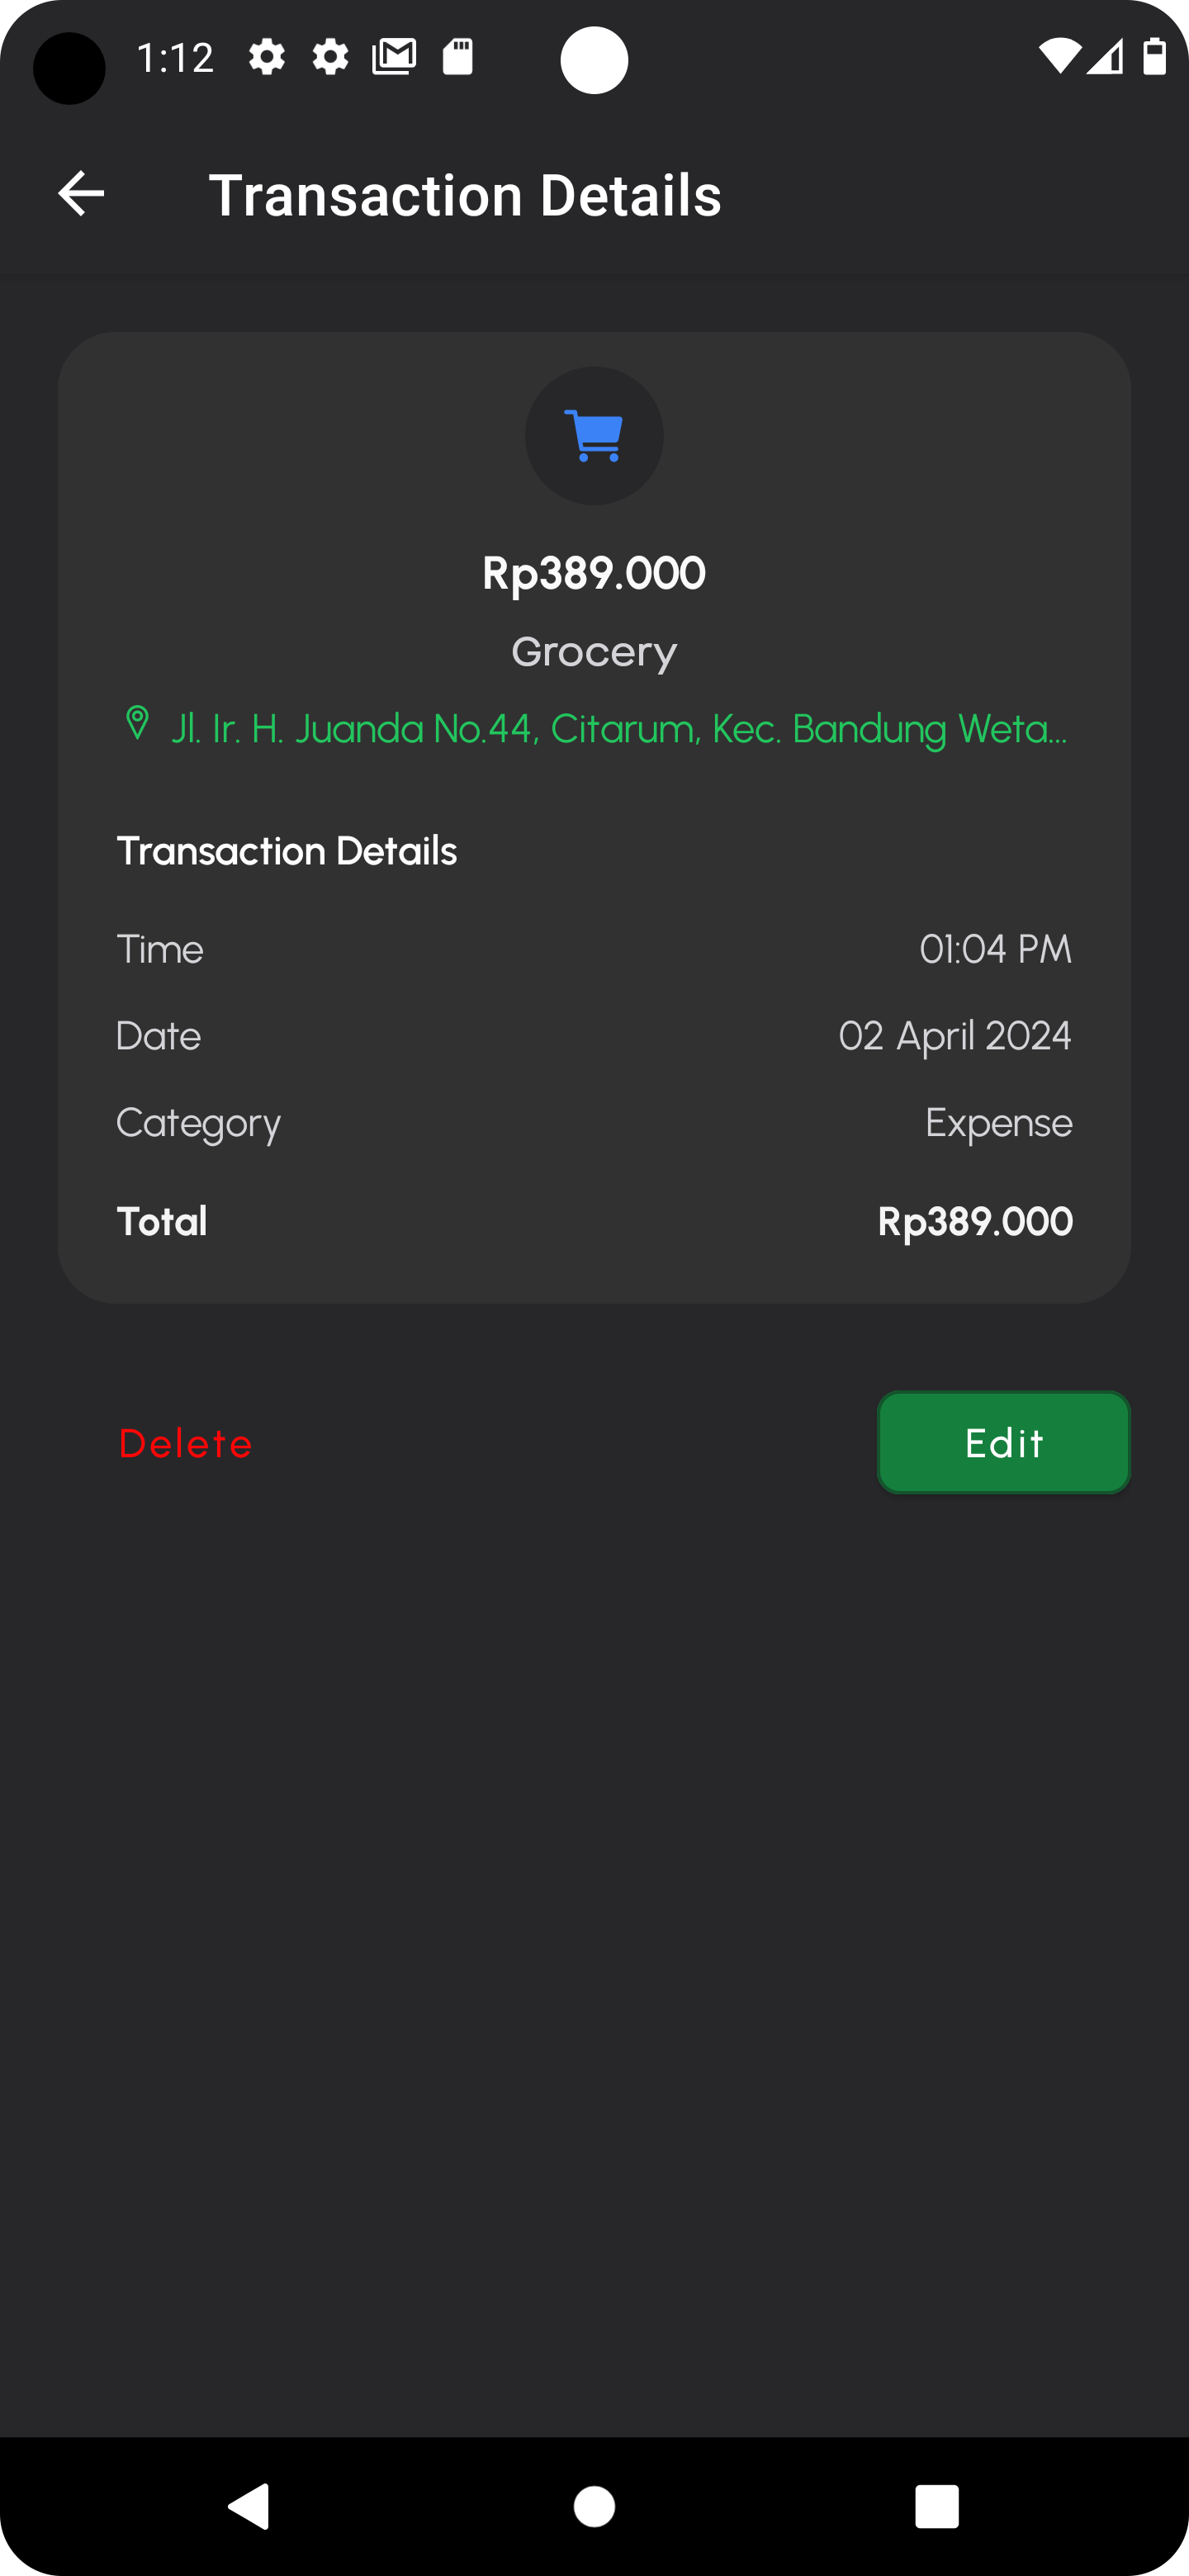 1:12
Transaction Details
Rp389.000
Grocery
Jl. Ir. H. Juanda No.44, Citarum, Kec. Bandung Weta...
Transaction Details
Time 01:04 PM
Date 02 April 2024
Category Expense
Total Rp389.000
Delete Edit